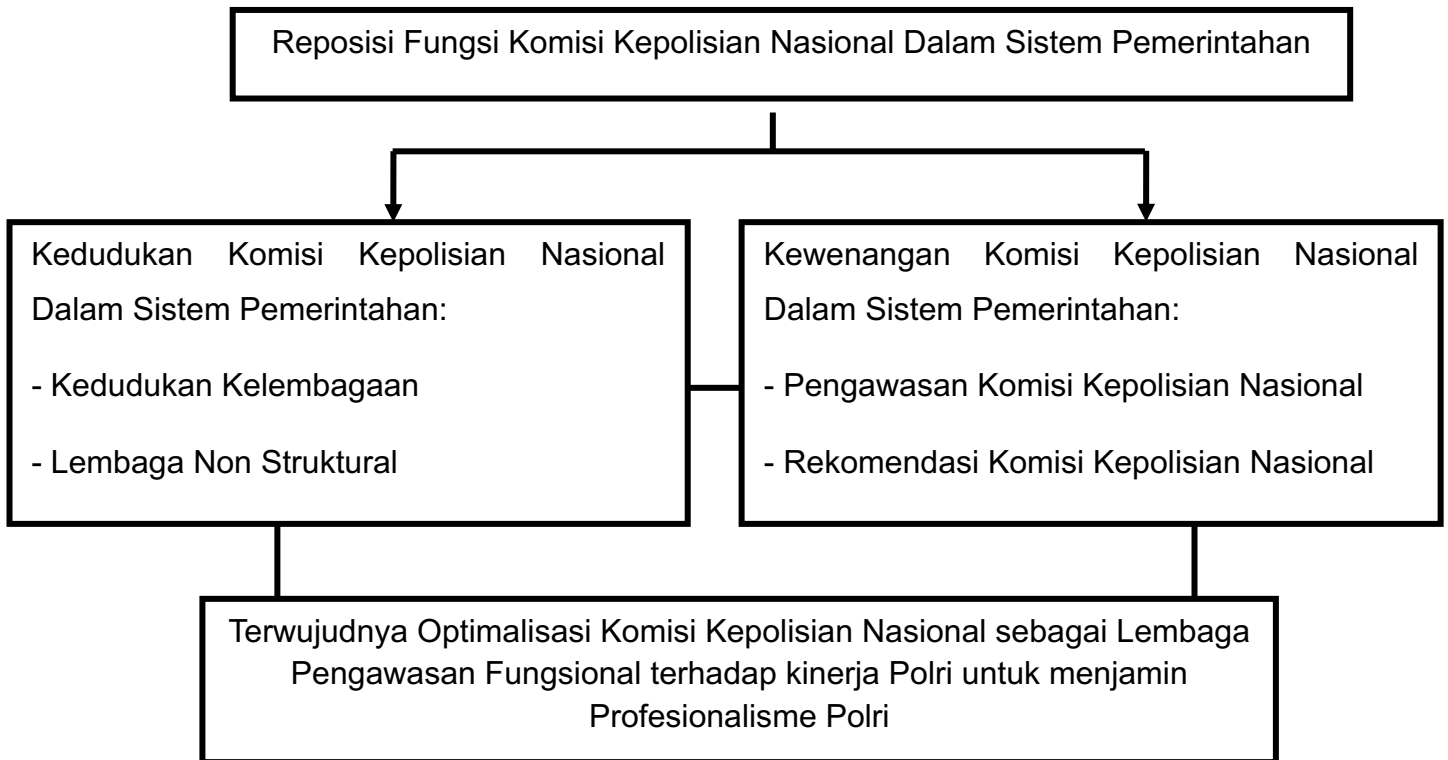 Reposisi Fungsi Komisi Kepolisian Nasional Dalam Sistem Pemerintahan
Kedudukan Komisi Kepolisian Nasional
Dalam Sistem Pemerintahan:
- Kedudukan Kelembagaan
- Lembaga Non Struktural
Kewenangan Komisi Kepolisian Nasional
Dalam Sistem Pemerintahan:
- Pengawasan Komisi Kepolisian Nasional
- Rekomendasi Komisi Kepolisian Nasional
Terwujudnya Optimalisasi Komisi Kepolisian Nasional sebagai Lembaga
Pengawasan Fungsional terhadap kinerja Polri untuk menjamin
Profesionalisme Polri